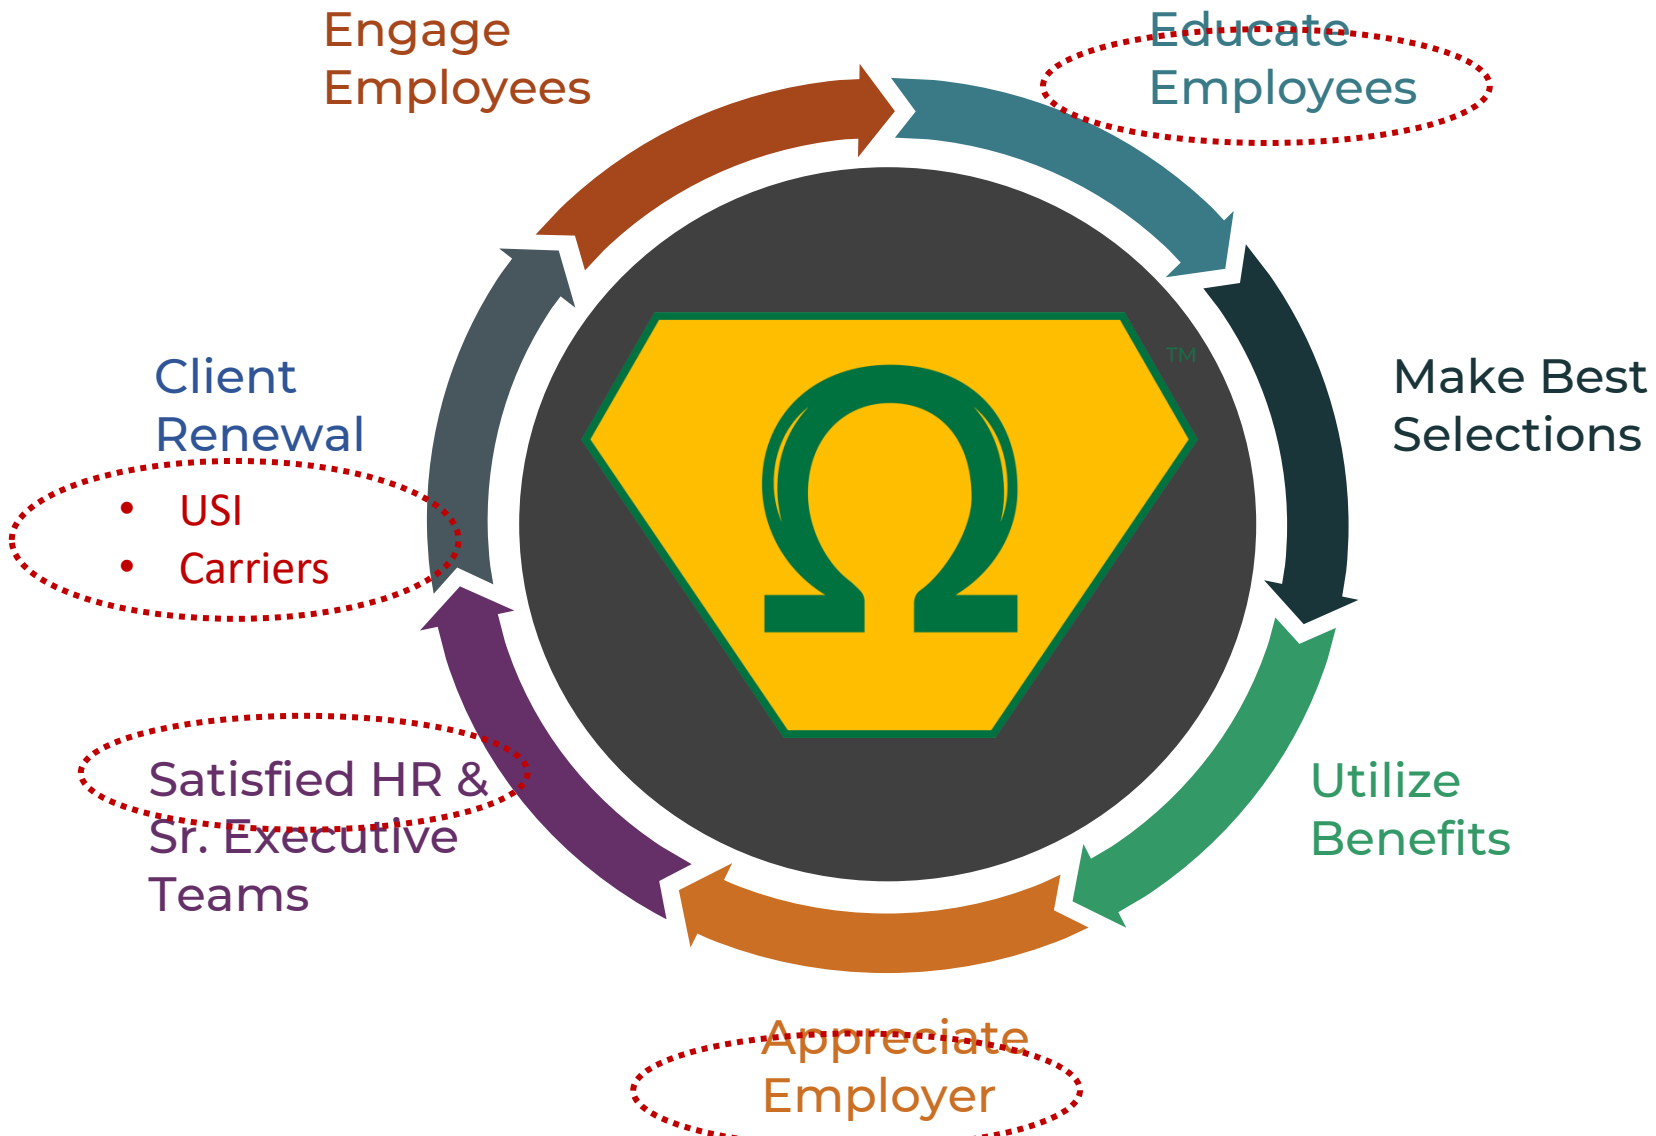 Engage
Employees
Educate
Employees
Make Best
Selections
Utilize
Benefits
Appreciate
Employer
Satisfied HR &
Sr. Executive
Teams
Client
Renewal
• USI
• Carriers
Ω
TM